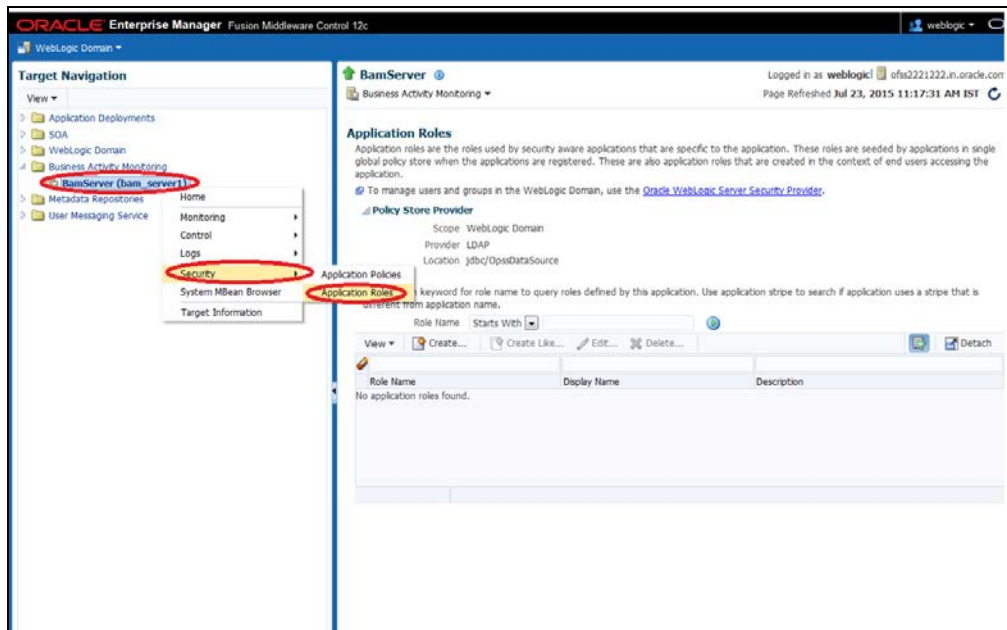 ORACLE Enterprise Manager Fusion Middleware Control 12c
weblogic
WebLogic Domain
Target Navigation
View
Application Deployments
SOA
WebLogic Domain
Business Activity Monitoring
BamServer (bam_server1)
Metadata Repositories
User Messaging Service
Home
Monitoring
Control
Logs
Security
System MBean Browser
Target Information
Application Policies
Application Roles
BamServer
Business Activity Monitoring
Logged in as weblogic| ofss2221222.in.oracle.com
Page Refreshed Jul 23, 2015 11:17:31 AM IST
Application Roles
Application roles are the roles used by security aware applications that are specific to the application. These roles are seeded by applications in single
global policy store when the applications are registered. These are also application roles that are created in the context of end users accessing the
application.
To manage users and groups in the WebLogic Domain, use the Oracle WebLogic Server Security Provider.
Policy Store Provider
Scope WebLogic Domain
Provider LDAP
Location jdbc/OpssDataSource
keyword for role name to query roles defined by this application. Use application stripe to search if application uses a stripe that is
different from application name.
Role Name Starts With
View Create... Create Like... Edit... Delete... Detach
Role Name Display Name Description
No application roles found.